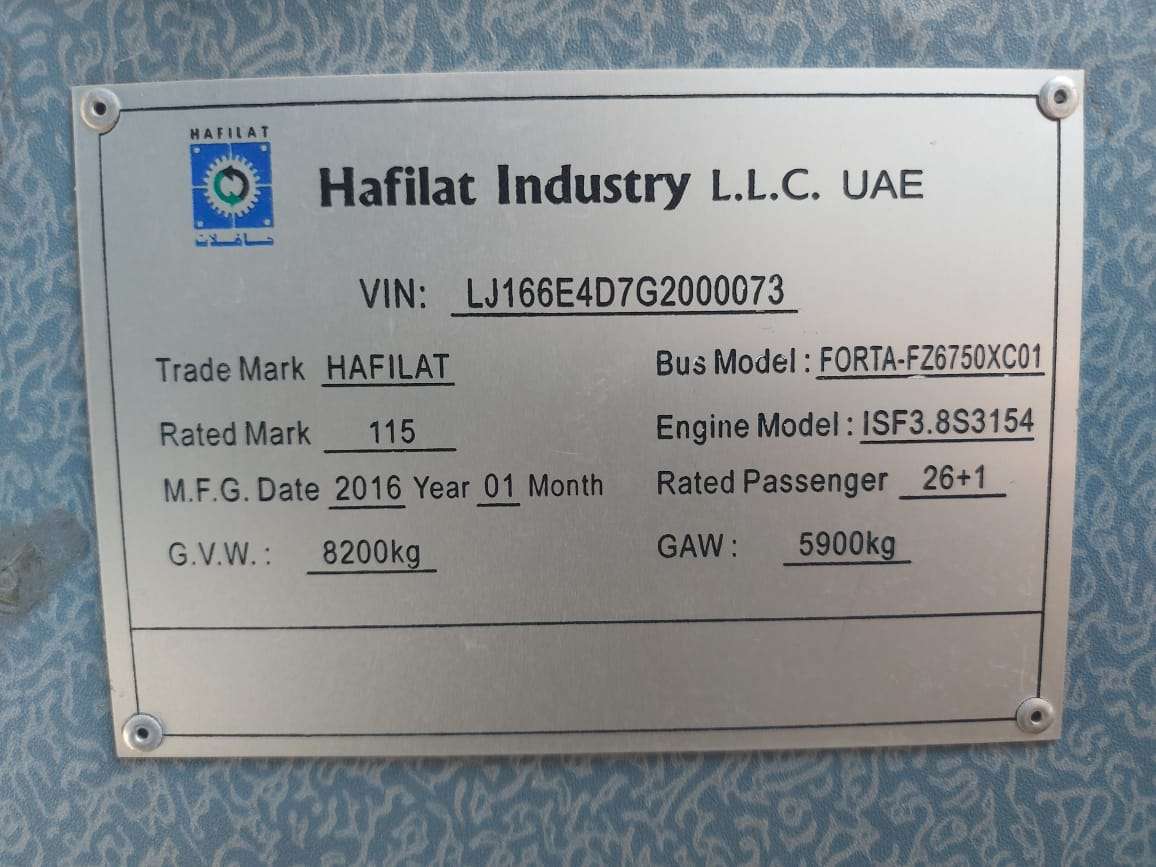 HAFILAT
حافلات
Hafilat Industry L.L.C. UAE
VIN: LJ166E4D7G2000073
Trade Mark HAFILAT
Bus Model : FORTA-FZ6750XC01
Rated Mark 115
Engine Model : ISF3.8S3154
M.F.G. Date 2016 Year 01 Month
Rated Passenger 26+1
G.V.W. : 8200kg
GAW : 5900kg